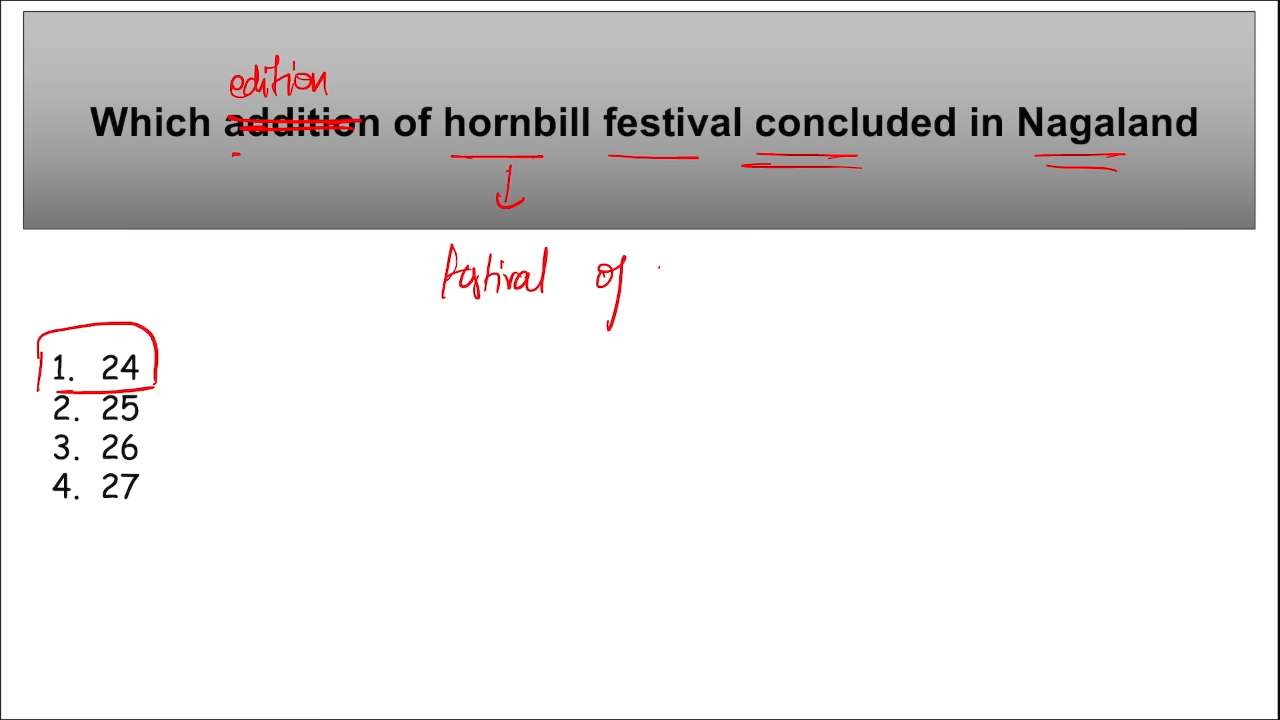 edition
Which addition of hornbill festival concluded in Nagaland
festival of
1. 24
2. 25
3. 26
4. 27